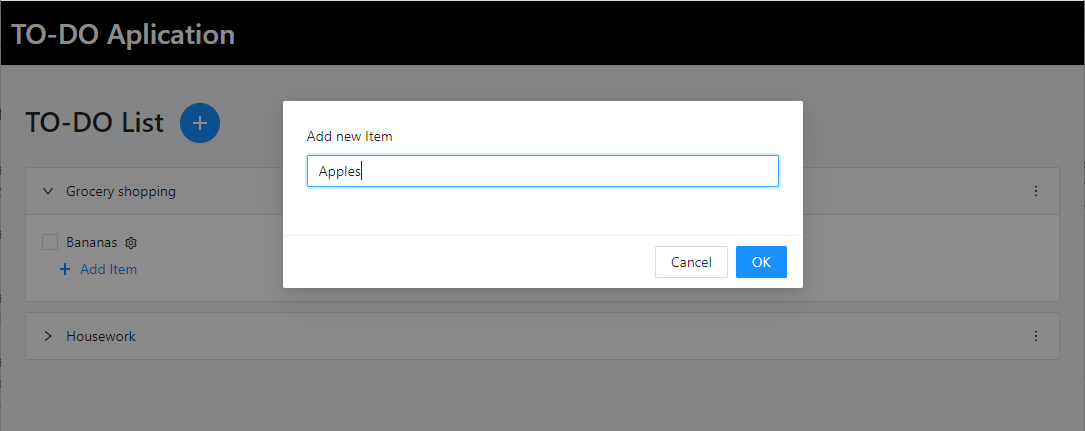 TO-DO Aplication
TO-DO List
Add new Item
Apples
Grocery shopping
Bananas
Add Item
Cancel
OK
Housework